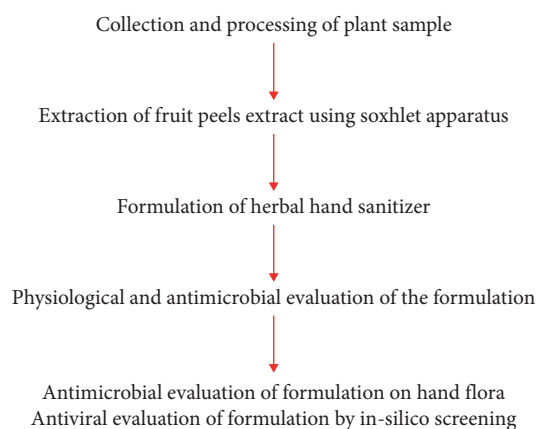 Collection and processing of plant sample
Extraction of fruit peels extract using soxhlet apparatus
Formulation of herbal hand sanitizer
Physiological and antimicrobial evaluation of the formulation
Antimicrobial evaluation of formulation on hand flora
Antiviral evaluation of formulation by in-silico screening